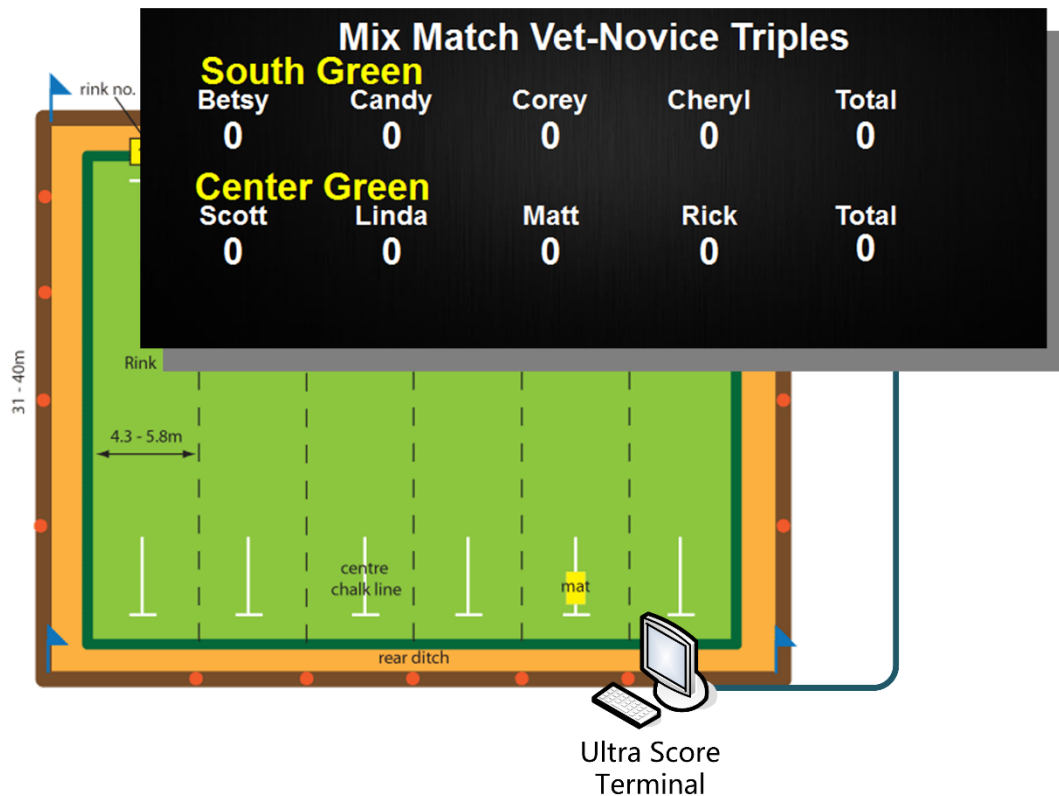 Mix Match Vet-Novice Triples
South Green
Betsy Candy Corey Cheryl Total
0 0 0 0 0
Center Green
Scott Linda Matt Rick Total
0 0 0 0 0
rink no.
Rink
31 - 40m
4.3 - 5.8m
centre
chalk line
mat
rear ditch
Ultra Score
Terminal